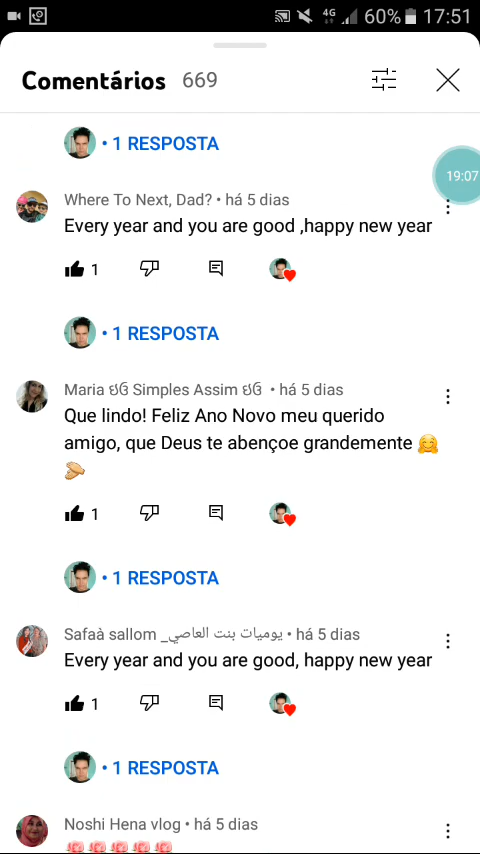 4G 60% 17:51
Comentários 669
• 1 RESPOSTA
19:07
Where To Next, Dad? • há 5 dias
Every year and you are good ,happy new year
1
• 1 RESPOSTA
Maria ઇઉ Simples Assim ઇઉ • há 5 dias
Que lindo! Feliz Ano Novo meu querido
amigo, que Deus te abençoe grandemente 🤗
👏🏼
1
• 1 RESPOSTA
Safaà sallom _يوميات بنت العاصي • há 5 dias
Every year and you are good, happy new year
1
• 1 RESPOSTA
Noshi Hena vlog • há 5 dias